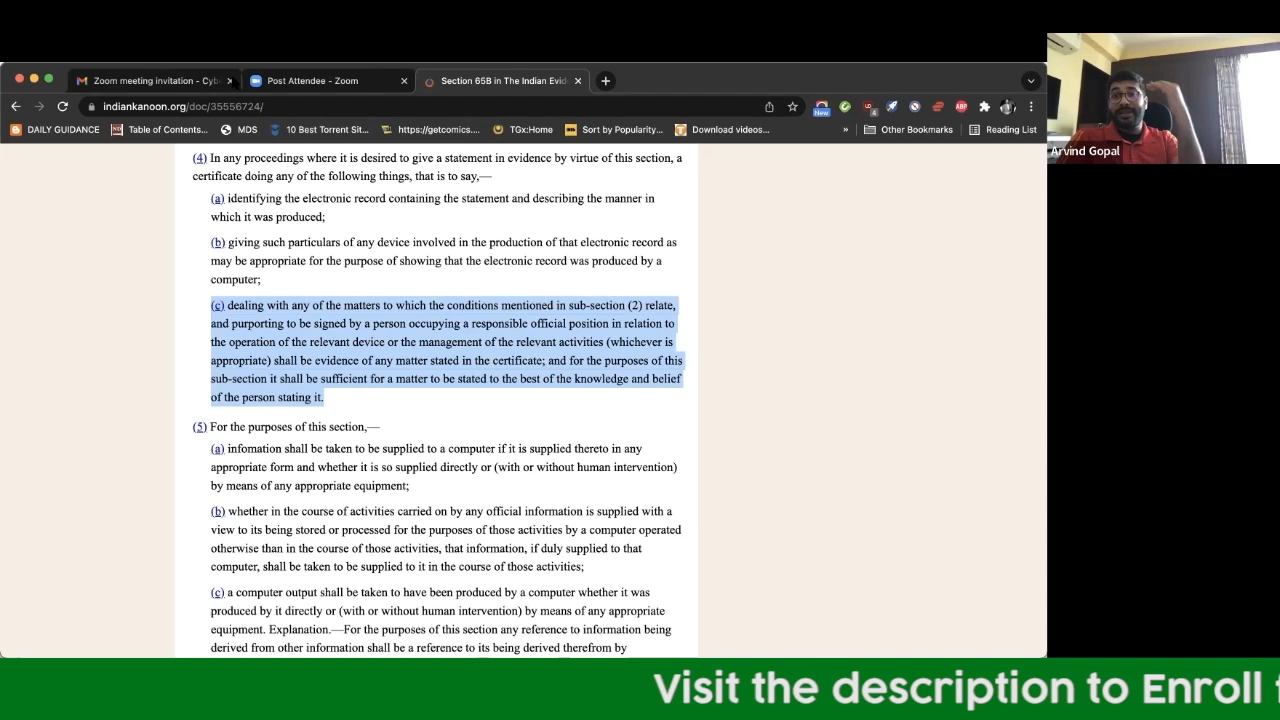 Gmail Zoom meeting invitation - Cyb
Post Attendee - Zoom
Section 65B in The Indian Evid
indiankanoon.org/doc/35556724/
New
4
ABP
DAILY GUIDANCE
Table of Contents...
MDS
10 Best Torrent Sit...
https://getcomics....
TGx:Home
Sort by Popularity...
Download videos...
»
Other Bookmarks
Reading List
Arvind Gopal
(4) In any proceedings where it is desired to give a statement in evidence by virtue of this section, a
certificate doing any of the following things, that is to say,—
(a) identifying the electronic record containing the statement and describing the manner in
which it was produced;
(b) giving such particulars of any device involved in the production of that electronic record as
may be appropriate for the purpose of showing that the electronic record was produced by a
computer;
(c) dealing with any of the matters to which the conditions mentioned in sub-section (2) relate,
and purporting to be signed by a person occupying a responsible official position in relation to
the operation of the relevant device or the management of the relevant activities (whichever is
appropriate) shall be evidence of any matter stated in the certificate; and for the purposes of this
sub-section it shall be sufficient for a matter to be stated to the best of the knowledge and belief
of the person stating it.
(5) For the purposes of this section,—
(a) infomation shall be taken to be supplied to a computer if it is supplied thereto in any
appropriate form and whether it is so supplied directly or (with or without human intervention)
by means of any appropriate equipment;
(b) whether in the course of activities carried on by any official information is supplied with a
view to its being stored or processed for the purposes of those activities by a computer operated
otherwise than in the course of those activities, that information, if duly supplied to that
computer, shall be taken to be supplied to it in the course of those activities;
(c) a computer output shall be taken to have been produced by a computer whether it was
produced by it directly or (with or without human intervention) by means of any appropriate
equipment. Explanation.—For the purposes of this section any reference to information being
derived from other information shall be a reference to its being derived therefrom by
Visit the description to Enroll